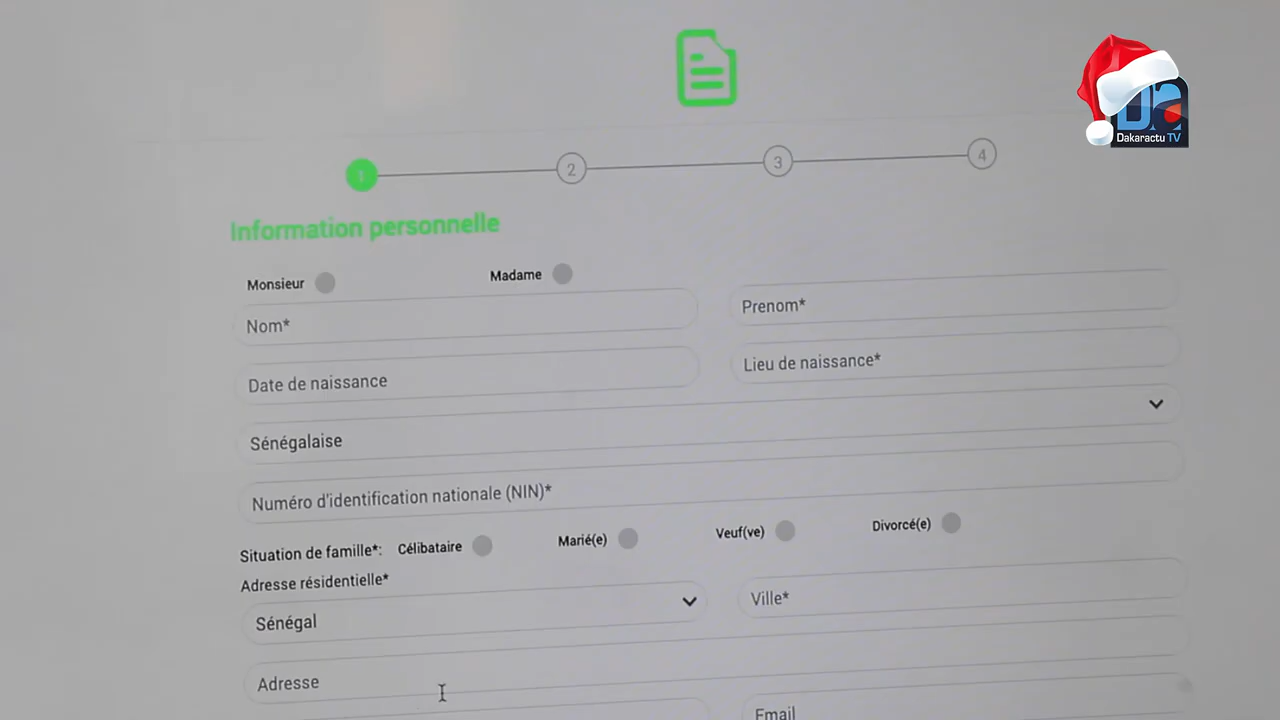 Da
Dakaractu TV
1 2 3 4
Information personnelle
Monsieur Madame
Nom* Prenom*
Date de naissance Lieu de naissance*
Sénégalaise
Numéro d'identification nationale (NIN)*
Situation de famille*: Célibataire Marié(e) Veuf(ve) Divorcé(e)
Adresse résidentielle*
Sénégal Ville*
Adresse
Email